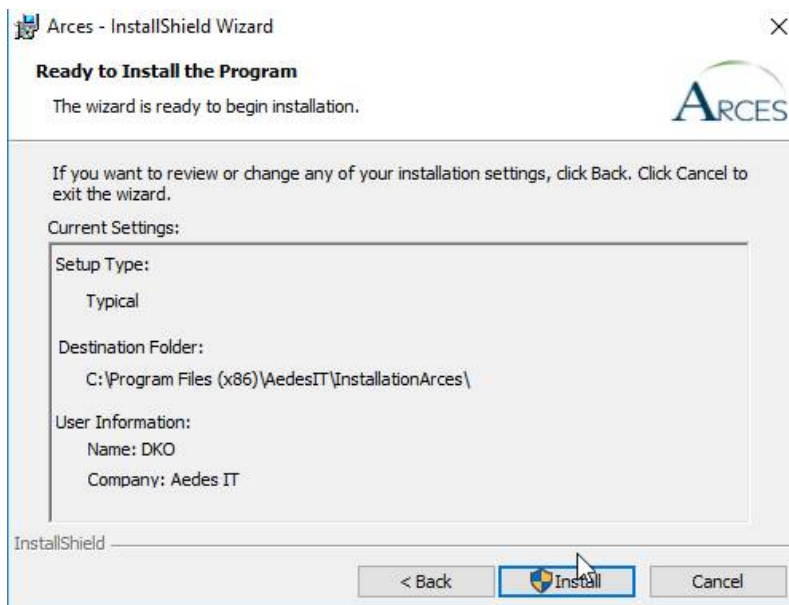 Arces - InstallShield Wizard
Ready to Install the Program
The wizard is ready to begin installation.
ARCES
If you want to review or change any of your installation settings, click Back. Click Cancel to
exit the wizard.
Current Settings:
Setup Type:
Typical
Destination Folder:
C:\Program Files (x86)\AedesIT\InstallationArces\
User Information:
Name: DKO
Company: Aedes IT
InstallShield
< Back
Install
Cancel